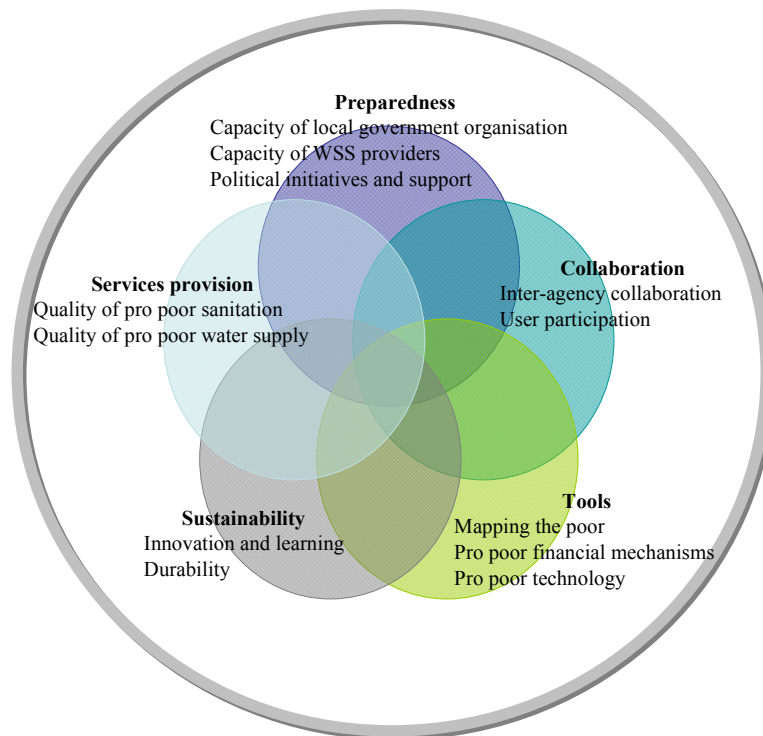 Preparedness
Capacity of local government organisation
Capacity of WSS providers
Political initiatives and support
Collaboration
Inter-agency collaboration
User participation
Services provision
Quality of pro poor sanitation
Quality of pro poor water supply
Tools
Mapping the poor
Pro poor financial mechanisms
Pro poor technology
Sustainability
Innovation and learning
Durability